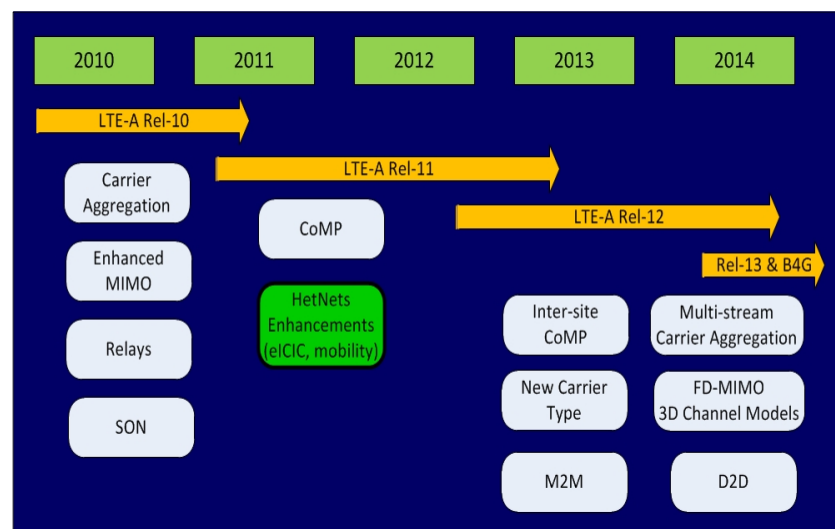 2010
2011
2012
2013
2014
LTE-A Rel-10
LTE-A Rel-11
LTE-A Rel-12
Rel-13 & B4G
Carrier
Aggregation
Enhanced
MIMO
Relays
SON
CoMP
HetNets
Enhancements
(eICIC, mobility)
Inter-site
CoMP
New Carrier
Type
M2M
Multi-stream
Carrier Aggregation
FD-MIMO
3D Channel Models
D2D